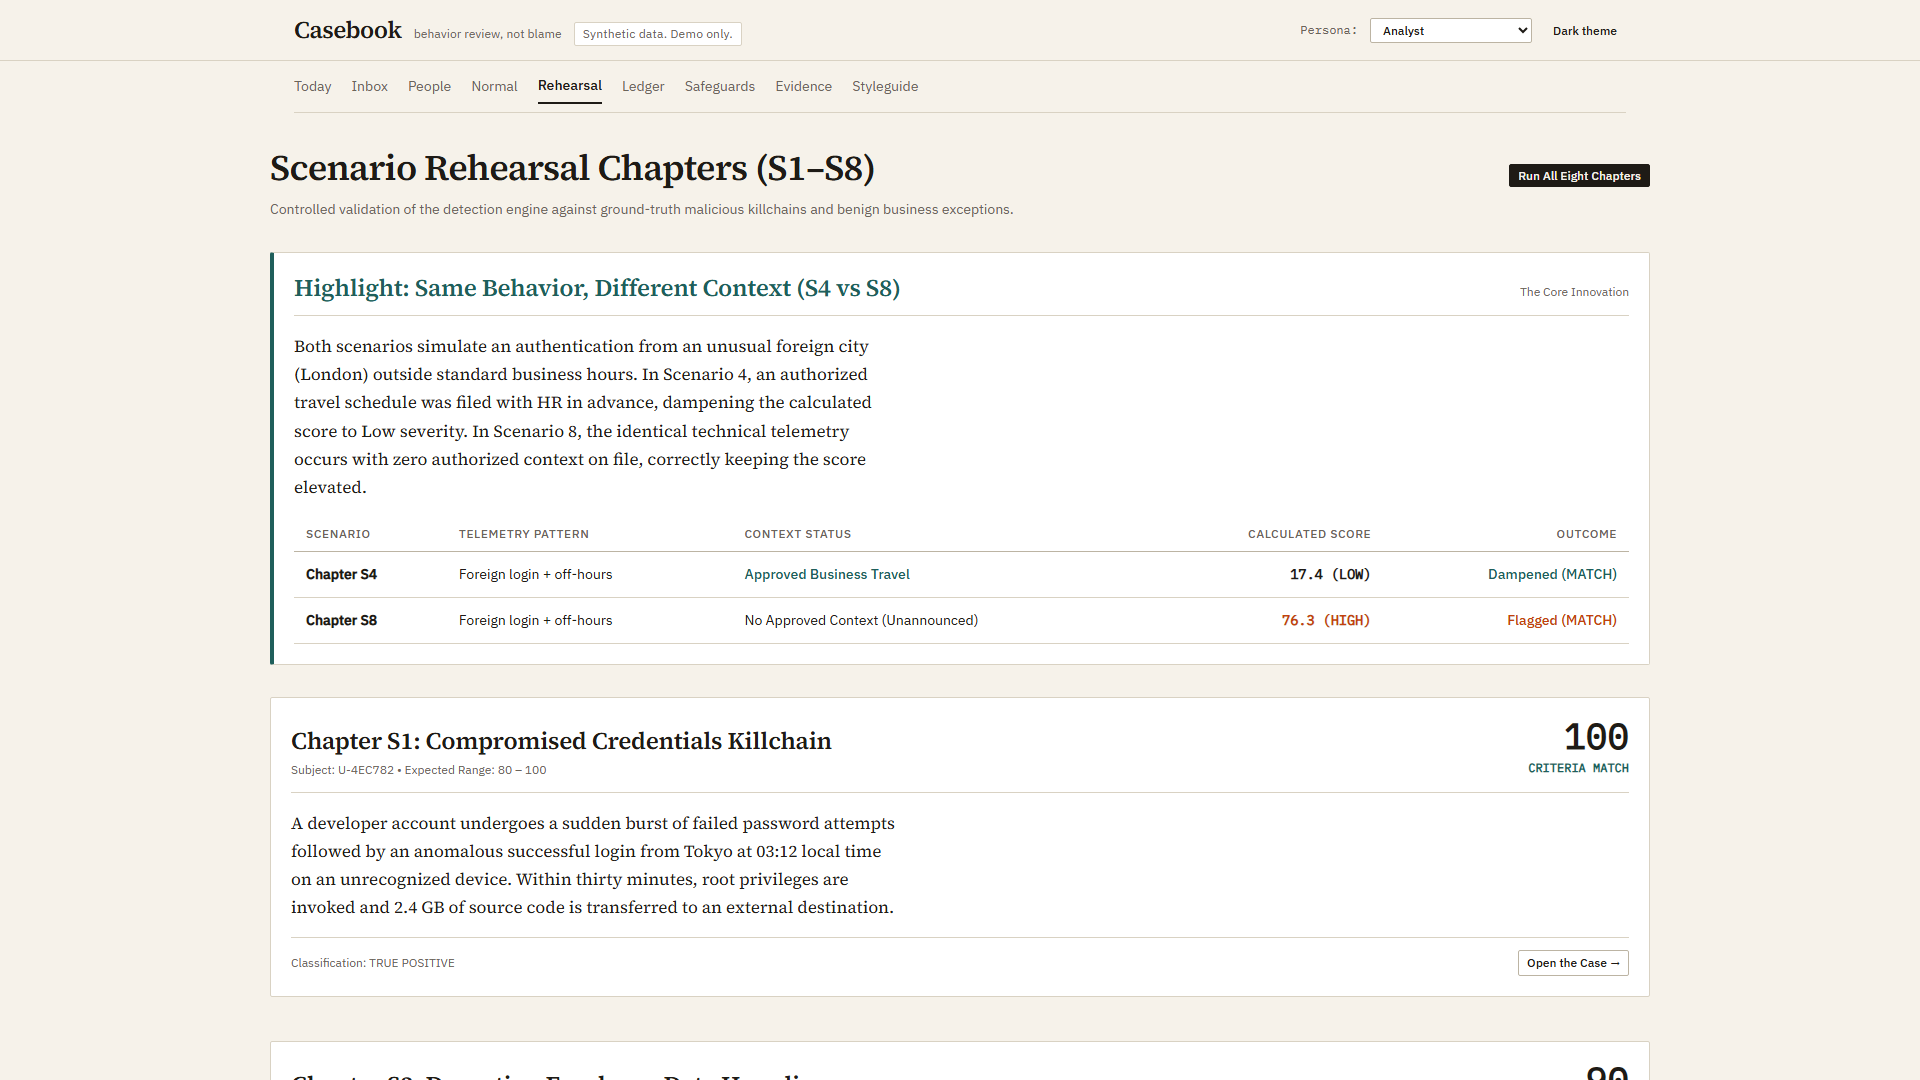 Casebook behavior review, not blame Synthetic data. Demo only. Persona: Analyst Dark theme
Today Inbox People Normal Rehearsal Ledger Safeguards Evidence Styleguide
Scenario Rehearsal Chapters (S1–S8)
Run All Eight Chapters
Controlled validation of the detection engine against ground-truth malicious killchains and benign business exceptions.
Highlight: Same Behavior, Different Context (S4 vs S8)
The Core Innovation
Both scenarios simulate an authentication from an unusual foreign city
(London) outside standard business hours. In Scenario 4, an authorized
travel schedule was filed with HR in advance, dampening the calculated
score to Low severity. In Scenario 8, the identical technical telemetry
occurs with zero authorized context on file, correctly keeping the score
elevated.
SCENARIO TELEMETRY PATTERN CONTEXT STATUS CALCULATED SCORE OUTCOME
Chapter S4 Foreign login + off-hours Approved Business Travel 17.4 (LOW) Dampened (MATCH)
Chapter S8 Foreign login + off-hours No Approved Context (Unannounced) 76.3 (HIGH) Flagged (MATCH)
Chapter S1: Compromised Credentials Killchain
100
Subject: U-4EC782 • Expected Range: 80 – 100
CRITERIA MATCH
A developer account undergoes a sudden burst of failed password attempts
followed by an anomalous successful login from Tokyo at 03:12 local time
on an unrecognized device. Within thirty minutes, root privileges are
invoked and 2.4 GB of source code is transferred to an external destination.
Classification: TRUE POSITIVE
Open the Case →